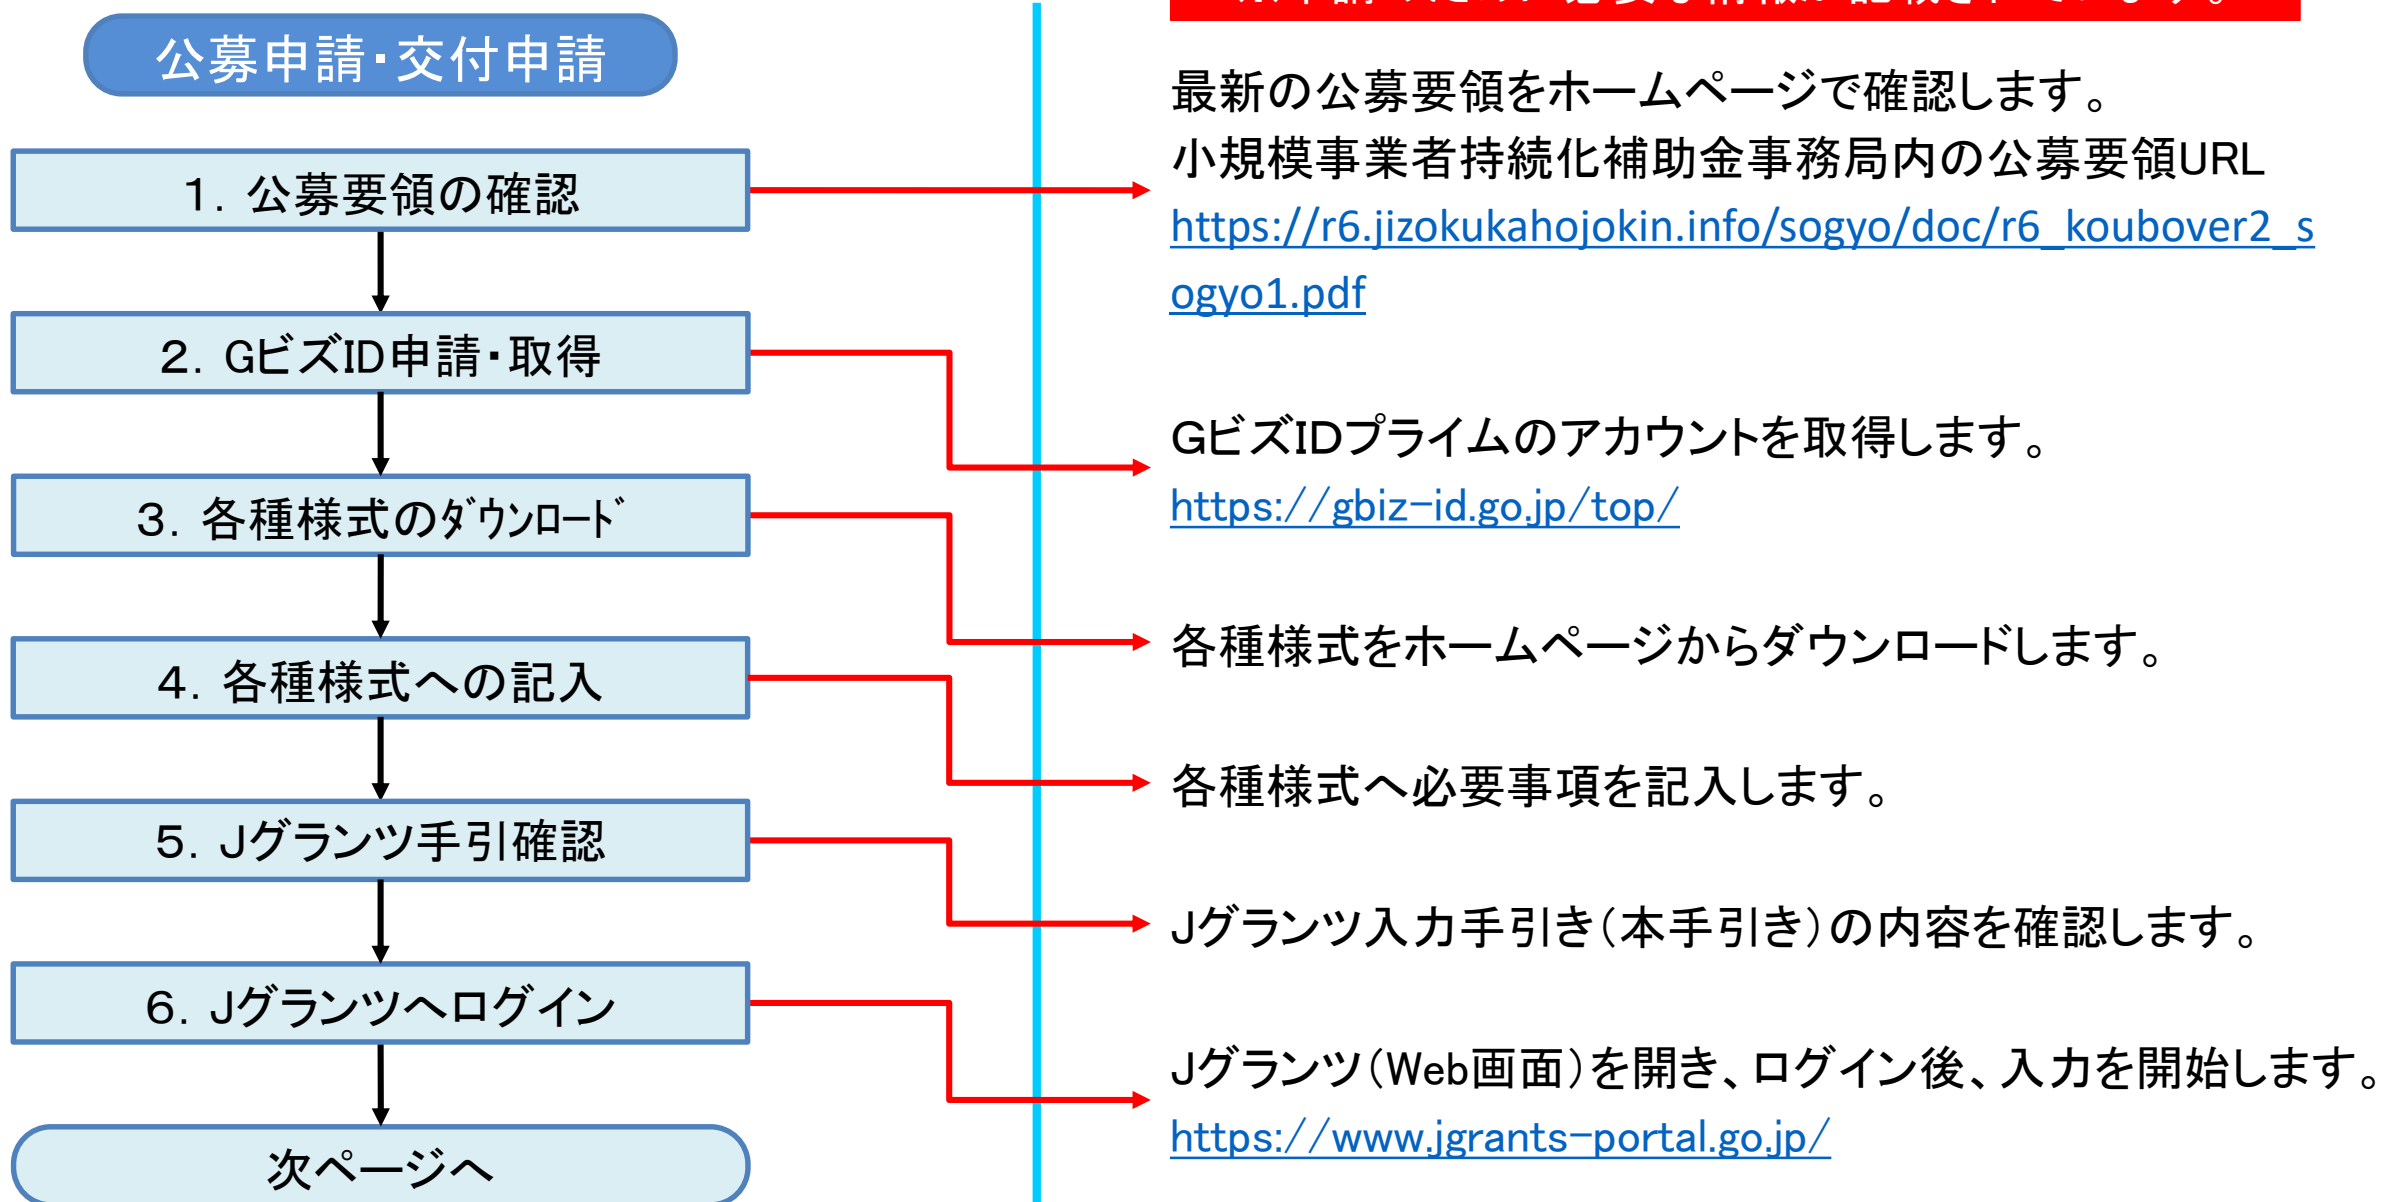 公募申請・交付申請
1．公募要領の確認
2．GビズID申請・取得
3．各種様式のﾀﾞｳﾝﾛｰﾄﾞ
4．各種様式への記入
5．Jグランツ手引確認
6．Jグランツへログイン
次ページへ
最新の公募要領をホームページで確認します。
小規模事業者持続化補助金事務局内の公募要領URL
https://r6.jizokukahojokin.info/sogyo/doc/r6_koubover2_s
ogyo1.pdf
GビズIDプライムのアカウントを取得します。
https://gbiz-id.go.jp/top/
各種様式をホームページからダウンロードします。
各種様式へ必要事項を記入します。
Jグランツ入力手引き（本手引き）の内容を確認します。
Jグランツ（Web画面）を開き、ログイン後、入力を開始します。
https://www.jgrants-portal.go.jp/